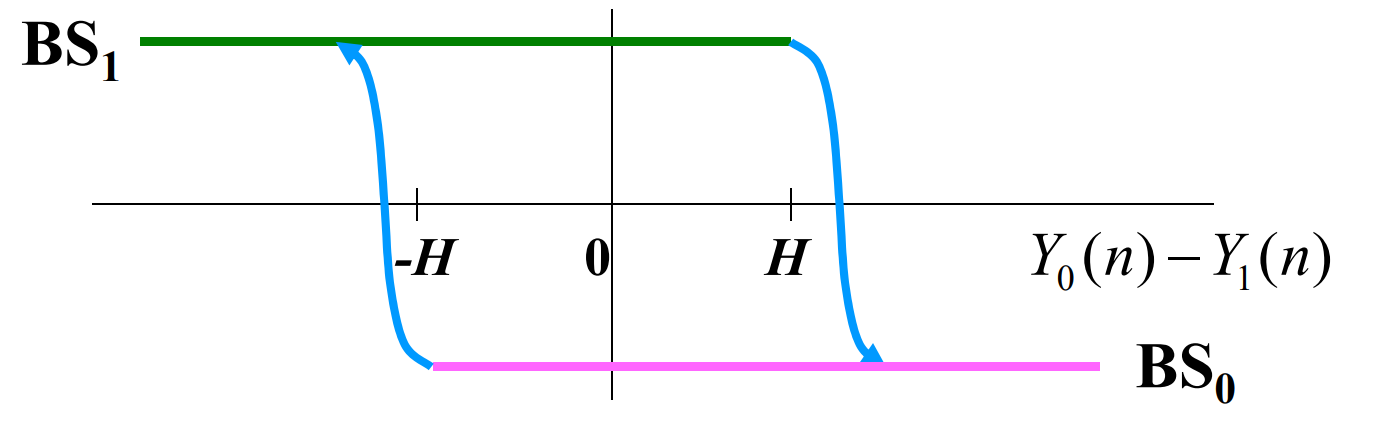 BS₁
-H 0 H Y₀(n) − Y₁(n)
BS₀